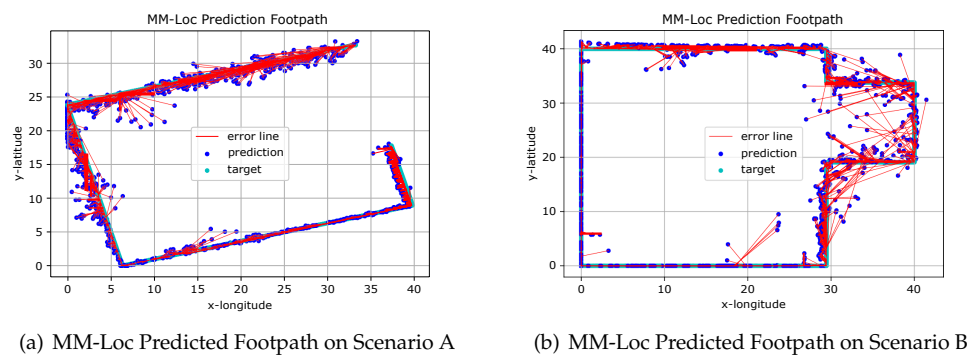 MM-Loc Prediction Footpath
30
25
20
15
10
5
0
y-latitude
error line
prediction
target
0 5 10 15 20 25 30 35 40
x-longitude
(a) MM-Loc Predicted Footpath on Scenario A
MM-Loc Prediction Footpath
40
30
20
10
0
y-latitude
error line
prediction
target
0 10 20 30 40
x-longitude
(b) MM-Loc Predicted Footpath on Scenario B